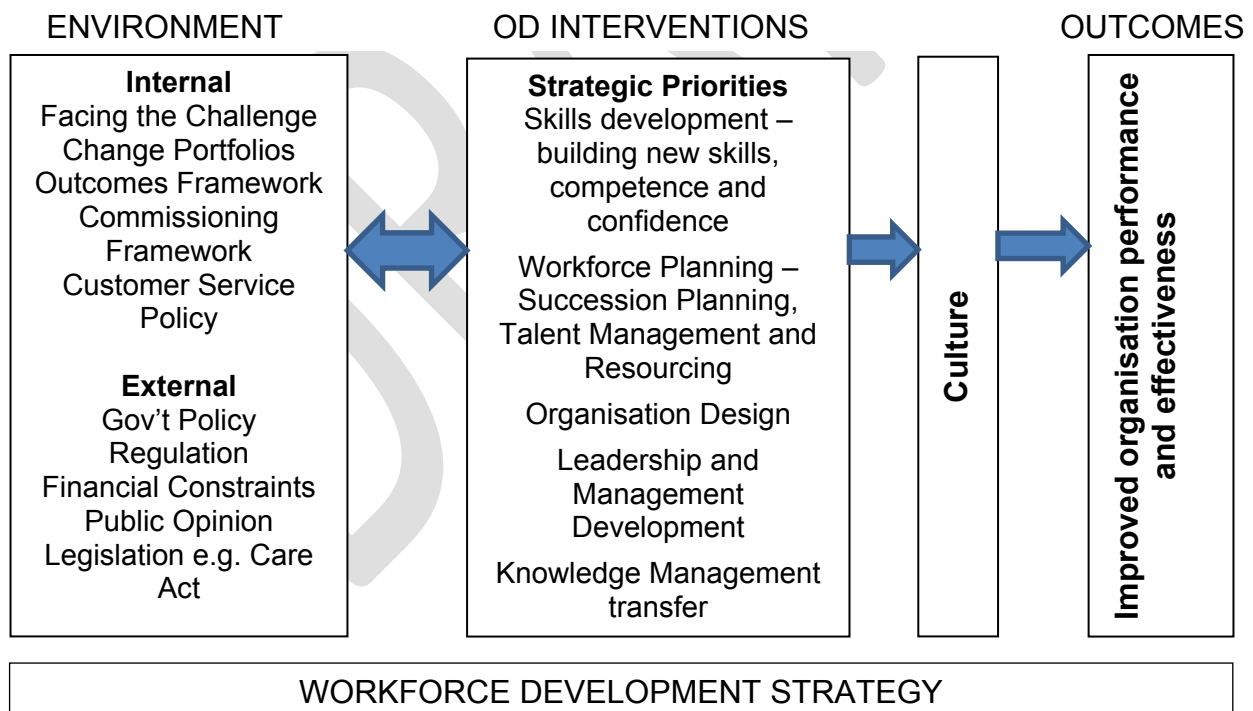 ENVIRONMENT
OD INTERVENTIONS
OUTCOMES
Internal
Facing the Challenge
Change Portfolios
Outcomes Framework
Commissioning
Framework
Customer Service
Policy
External
Gov't Policy
Regulation
Financial Constraints
Public Opinion
Legislation e.g. Care
Act
Strategic Priorities
Skills development –
building new skills,
competence and
confidence
Workforce Planning –
Succession Planning,
Talent Management and
Resourcing
Organisation Design
Leadership and
Management
Development
Knowledge Management
transfer
Culture
Improved organisation performance
and effectiveness
WORKFORCE DEVELOPMENT STRATEGY